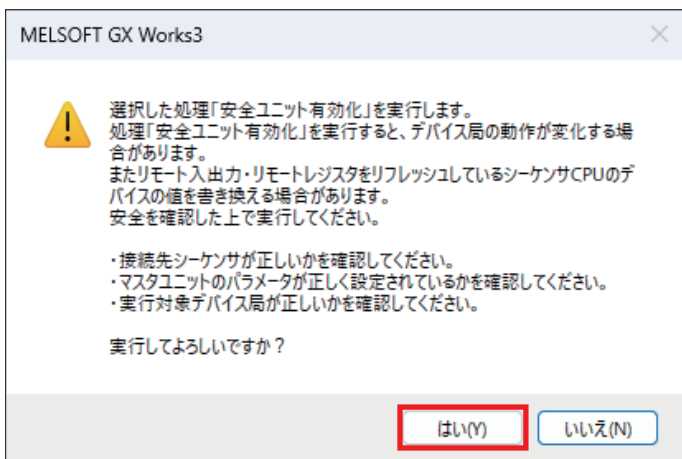 MELSOFT GX Works3
選択した処理「安全ユニット有効化」を実行します。
処理「安全ユニット有効化」を実行すると、デバイス局の動作が変化する場
合があります。
またリモート入出力・リモートレジスタをリフレッシュしているシーケンサCPUのデ
バイスの値を書き換える場合があります。
安全を確認した上で実行してください。
・接続先シーケンサが正しいかを確認してください。
・マスタユニットのパラメータが正しく設定されているかを確認してください。
・実行対象デバイス局が正しいかを確認してください。
実行してよろしいですか？
はい(Y)
いいえ(N)